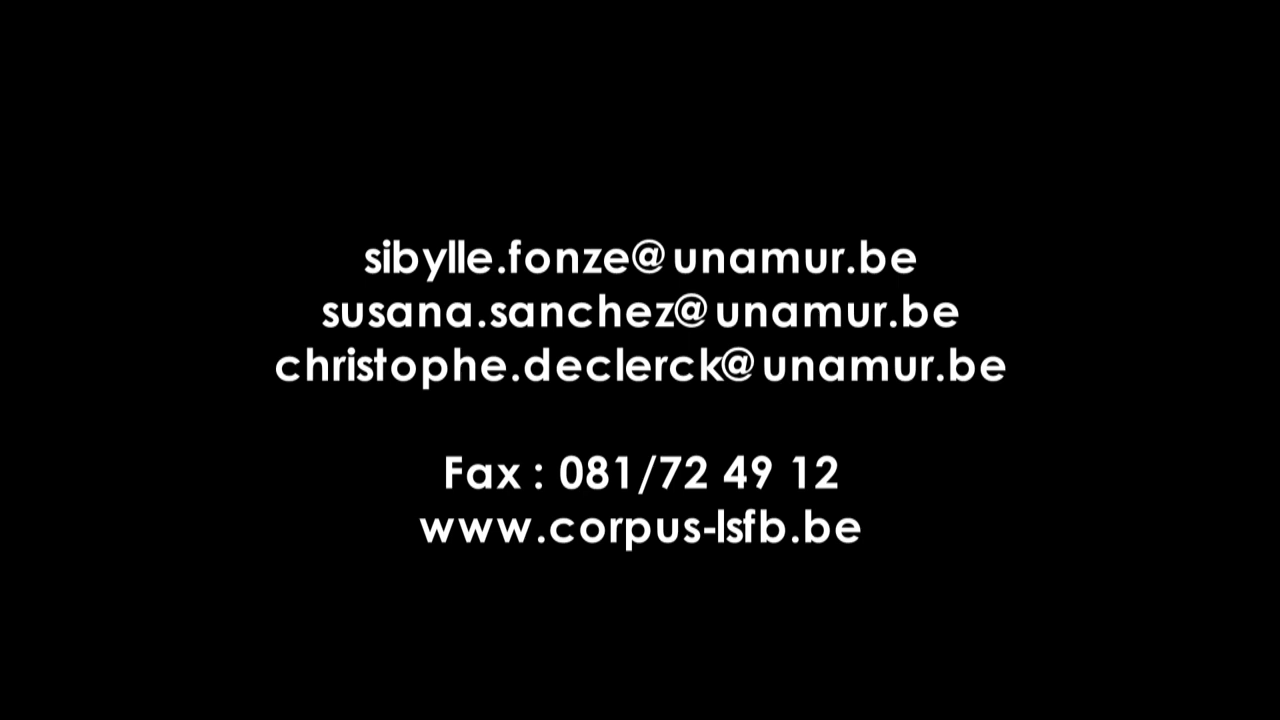 sibylle.fonze@unamur.be
susana.sanchez@unamur.be
christophe.declerck@unamur.be
Fax : 081/72 49 12
www.corpus-lsfb.be